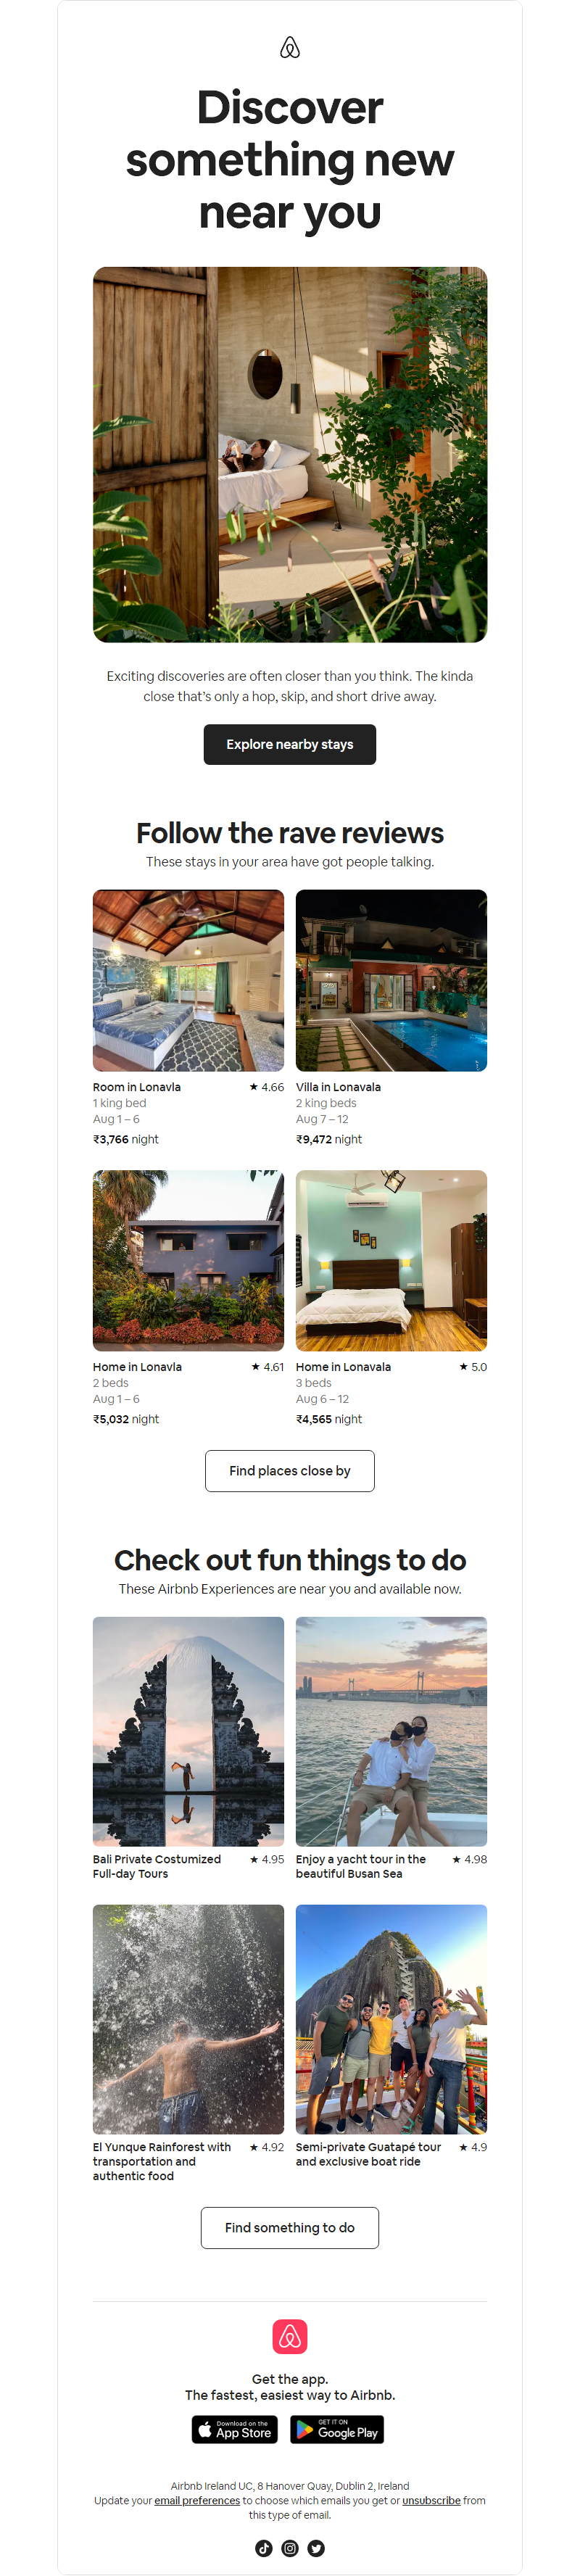 Discover
something new
near you
Exciting discoveries are often closer than you think. The kinda
close that's only a hop, skip, and short drive away.
Explore nearby stays
Follow the rave reviews
These stays in your area have got people talking.
Room in Lonavla ★ 4.66
1 king bed
Aug 1 – 6
₹3,766 night
Villa in Lonavala
2 king beds
Aug 7 – 12
₹9,472 night
Home in Lonavla ★ 4.61
2 beds
Aug 1 – 6
₹5,032 night
Home in Lonavala ★ 5.0
3 beds
Aug 6 – 12
₹4,565 night
Find places close by
Check out fun things to do
These Airbnb Experiences are near you and available now.
Bali Private Costumized ★ 4.95
Full-day Tours
Enjoy a yacht tour in the ★ 4.98
beautiful Busan Sea
El Yunque Rainforest with ★ 4.92
transportation and
authentic food
Semi-private Guatapé tour ★ 4.9
and exclusive boat ride
Find something to do
Get the app.
The fastest, easiest way to Airbnb.
Download on the
App Store
GET IT ON
Google Play
Airbnb Ireland UC, 8 Hanover Quay, Dublin 2, Ireland
Update your email preferences to choose which emails you get or unsubscribe from
this type of email.